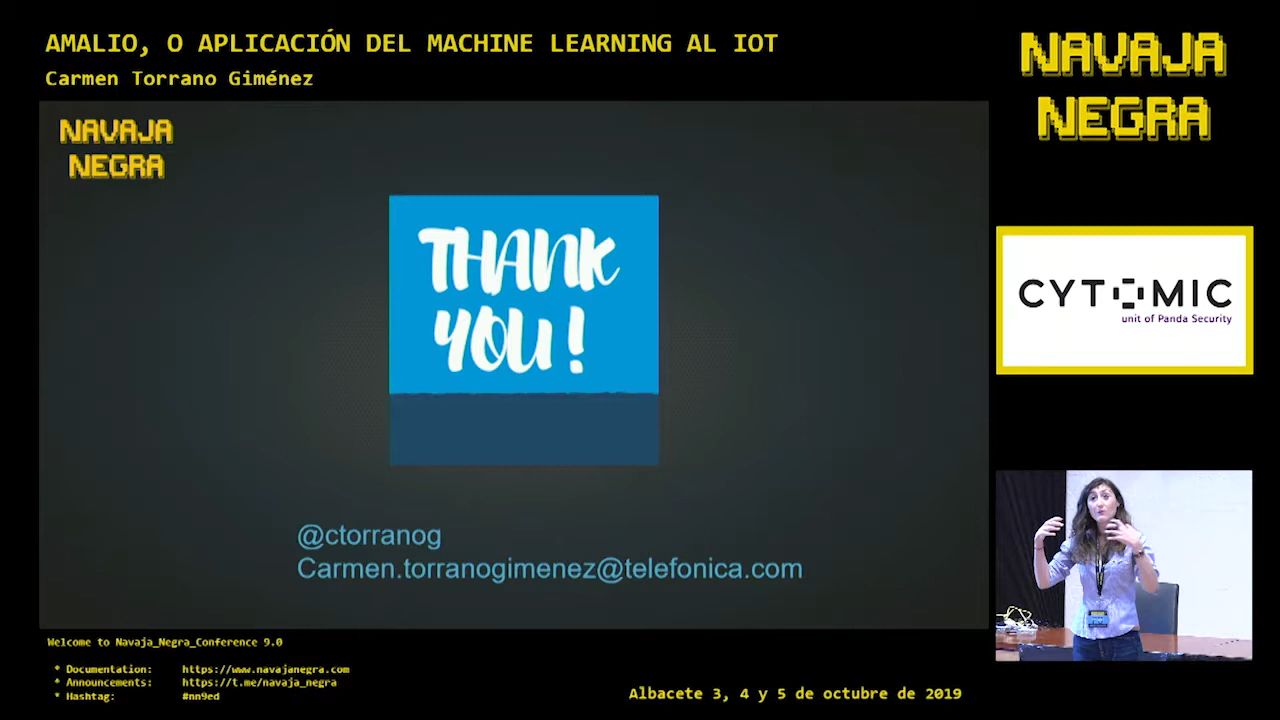 AMALIO, O APLICACIÓN DEL MACHINE LEARNING AL IOT
Carmen Torrano Giménez
NAVAJA
NEGRA
NAVAJA
NEGRA
THANK
YOU!
@ctorranog
Carmen.torranogimenez@telefonica.com
CYTOMIC
unit of Panda Security
Welcome to Navaja_Negra_Conference 9.0
* Documentation: https://www.navajanegra.com
* Announcements: https://t.me/navaja_negra
* Hashtag: #nn9ed
Albacete 3, 4 y 5 de octubre de 2019